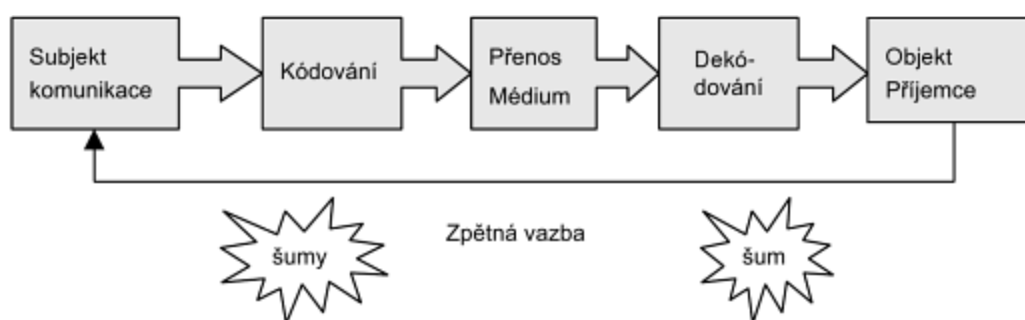 Subjekt
komunikace
Kódování
Přenos
Médium
Dekó-
dování
Objekt
Příjemce
Zpětná vazba
šumy
šum